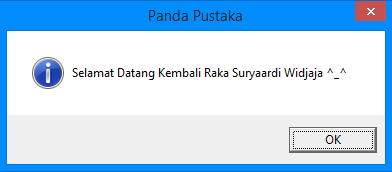 Panda Pustaka
Selamat Datang Kembali Raka Suryaardi Widjaja ^_^
OK